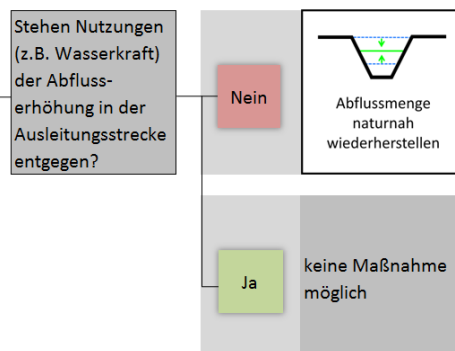 Stehen Nutzungen
(z.B. Wasserkraft)
der Abfluss-
erhöhung in der
Ausleitungsstrecke
entgegen?
Nein
Abflussmenge
naturnah
wiederherstellen
Ja
keine Maßnahme
möglich